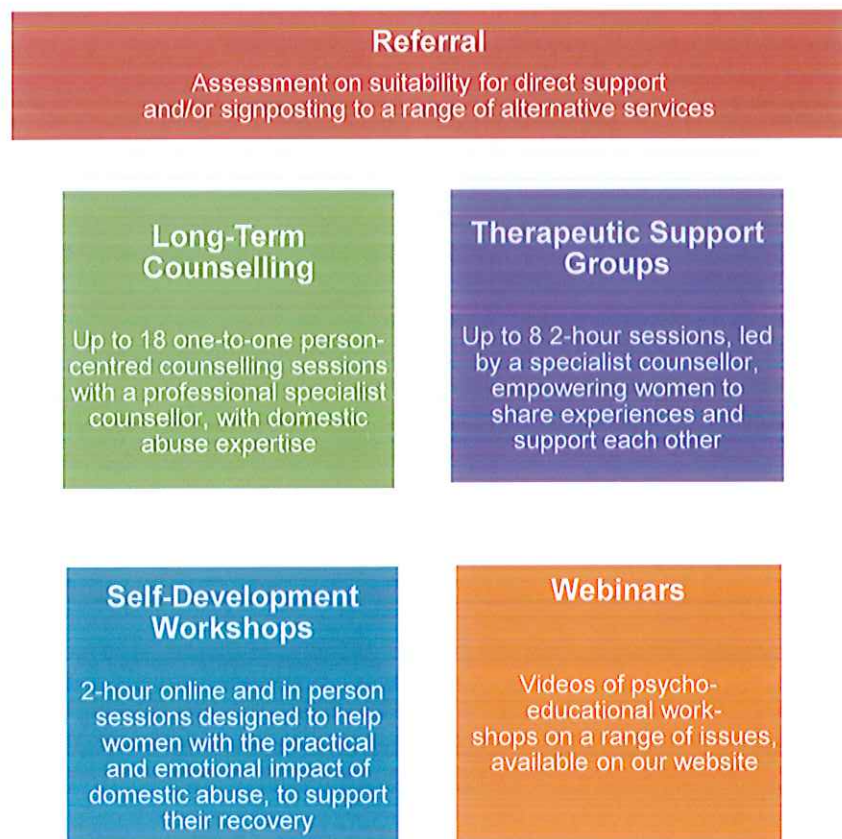 Referral
Assessment on suitability for direct support
and/or signposting to a range of alternative services
Long-Term
Counselling
Up to 18 one-to-one person-
centred counselling sessions
with a professional specialist
counsellor, with domestic
abuse expertise
Therapeutic Support
Groups
Up to 8 2-hour sessions, led
by a specialist counsellor,
empowering women to
share experiences and
support each other
Self-Development
Workshops
2-hour online and in person
sessions designed to help
women with the practical
and emotional impact of
domestic abuse, to support
their recovery
Webinars
Videos of psycho-
educational work-
shops on a range of issues,
available on our website